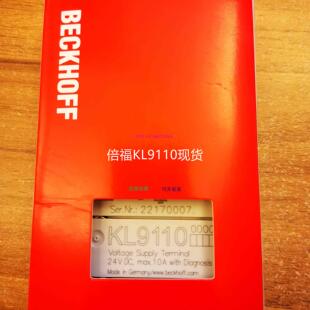 BECKHOFF
倍福KL9110现货
Ser.Nr.: 22170007
KL9110
Voltage Supply Terminal
24V DC, max. 10A with Diagnosis
Made in Germany/www.beckhoff.com